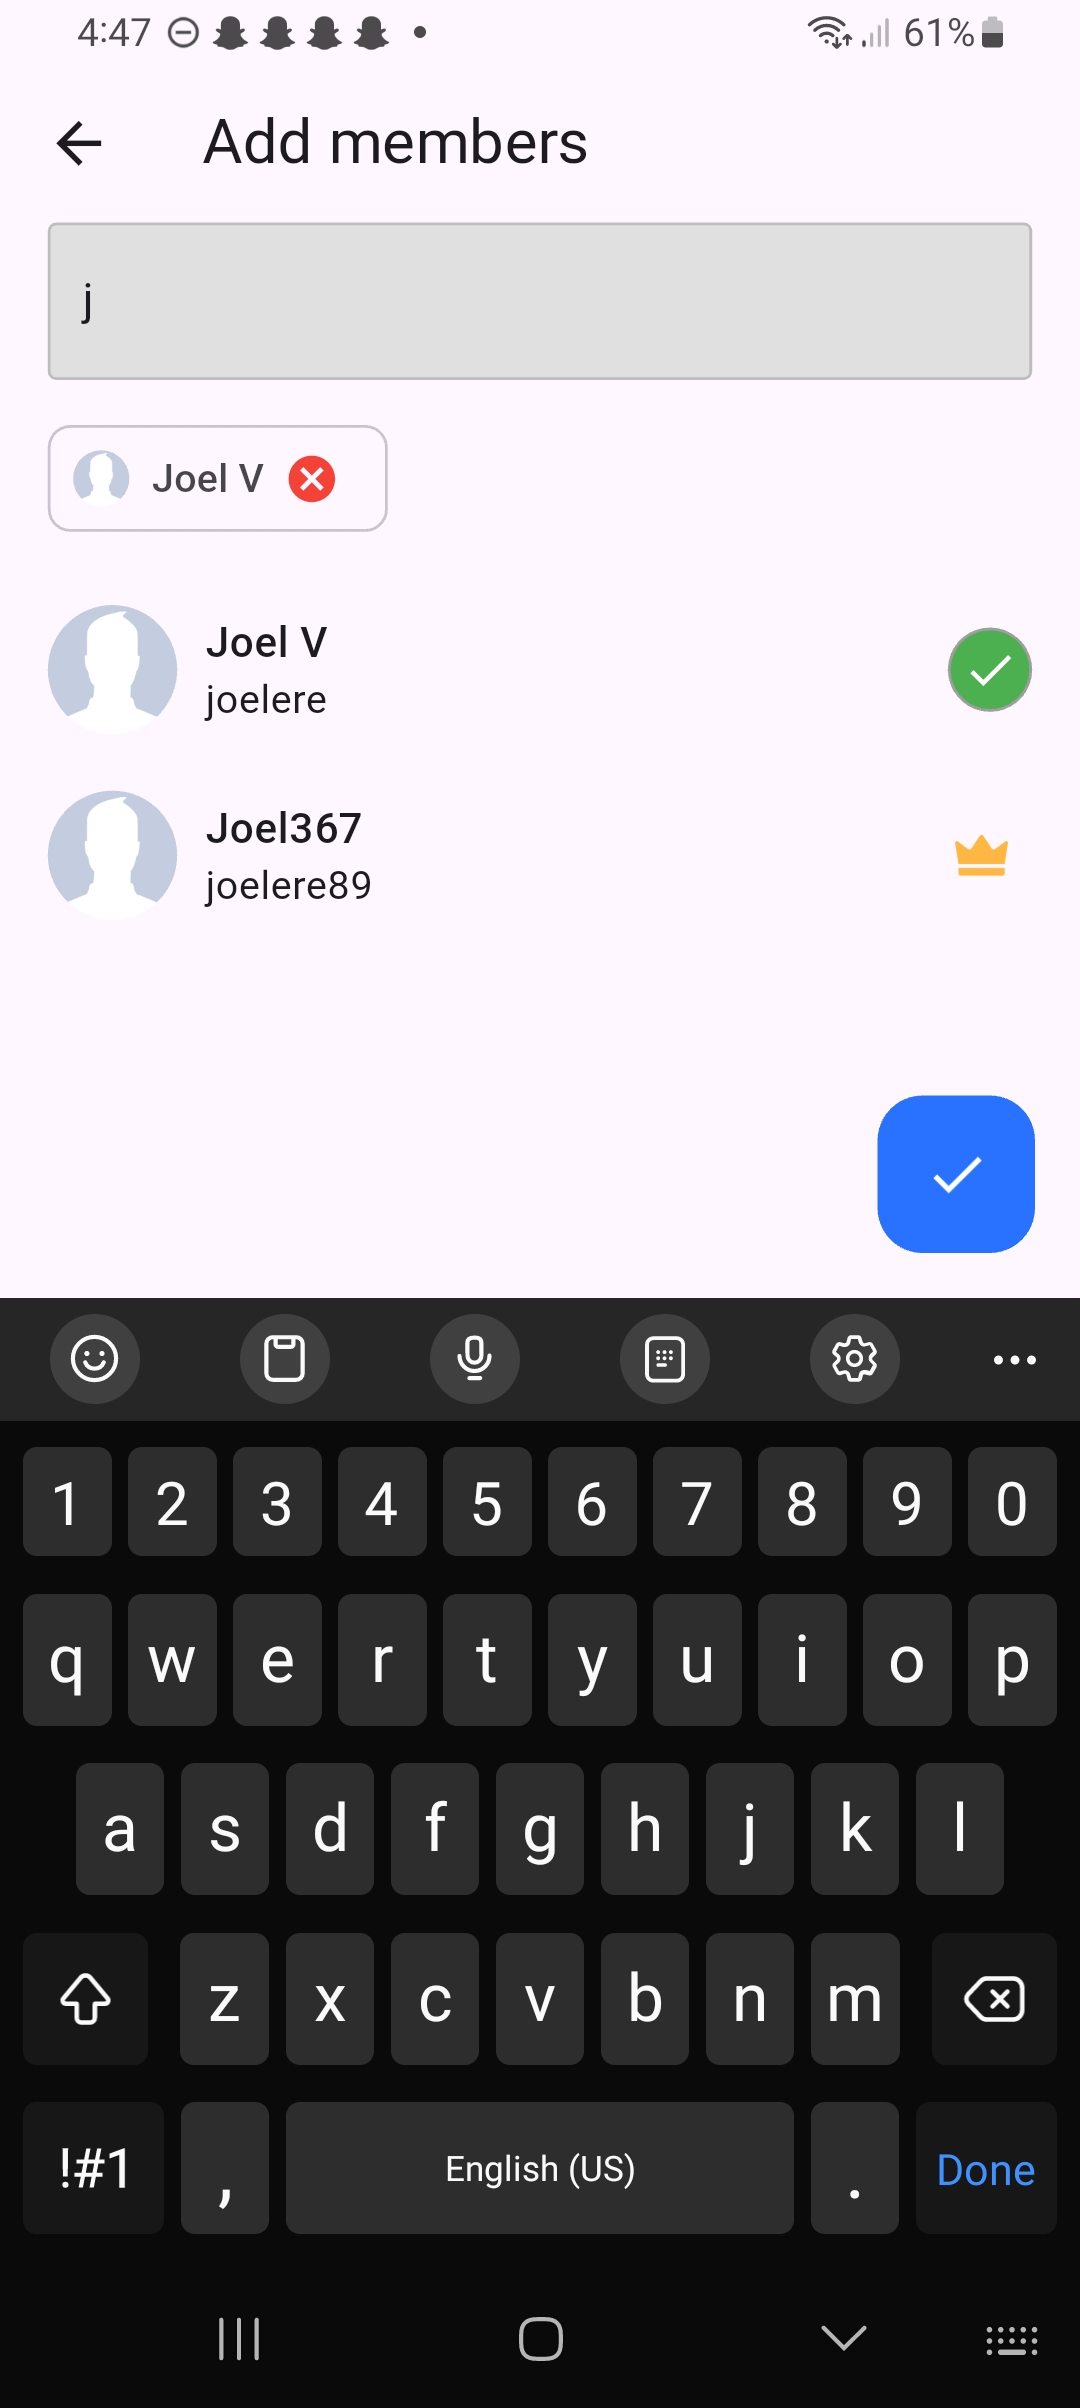 4:47 61%
Add members
j
Joel V
Joel V
joelere
Joel367
joelere89
1 2 3 4 5 6 7 8 9 0
q w e r t y u i o p
a s d f g h j k l
z x c v b n m
!#1 , English (US) . Done